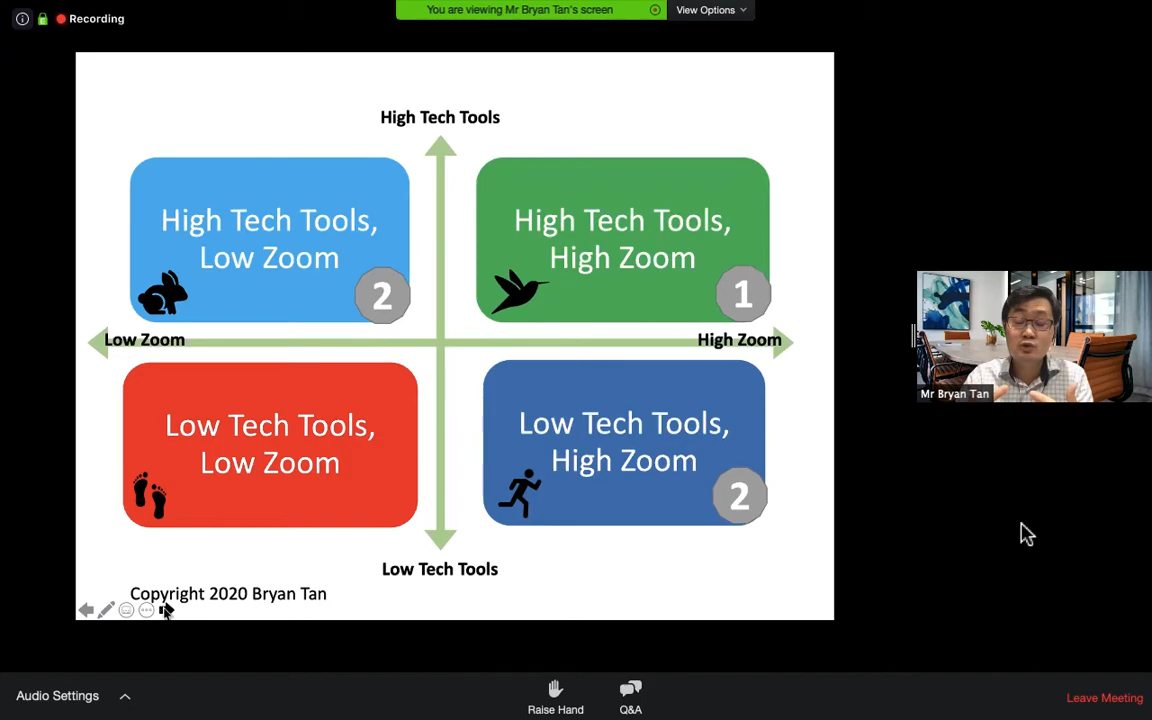 Recording
You are viewing Mr Bryan Tan's screen
View Options
High Tech Tools
High Tech Tools,
Low Zoom
2
High Tech Tools,
High Zoom
1
Low Zoom
High Zoom
Low Tech Tools,
Low Zoom
Low Tech Tools,
High Zoom
2
Low Tech Tools
Copyright 2020 Bryan Tan
Mr Bryan Tan
Audio Settings
Raise Hand
Q&A
Leave Meeting